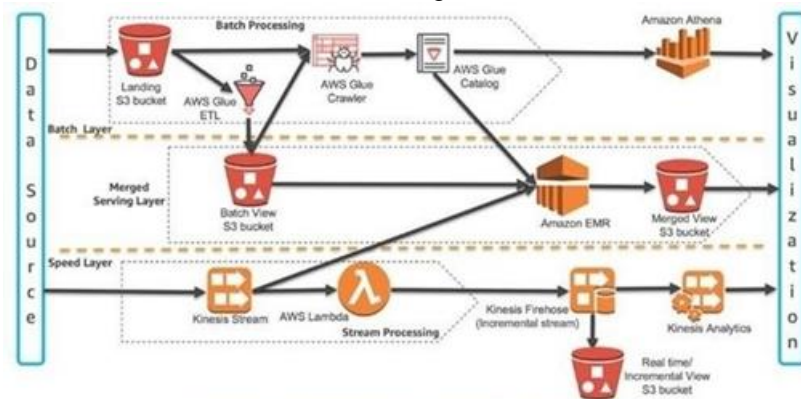 Data Source
Batch Processing
Landing
S3 bucket
AWS Glue
ETL
AWS Glue
Crawler
AWS Glue
Catalog
Amazon Athena
Batch Layer
Merged
Serving Layer
Batch View
S3 bucket
Amazon EMR
Merged View
S3 bucket
Speed Layer
Kinesis Stream
AWS Lambda
λ
Stream Processing
Kinesis Firehose
(Incremental stream)
Kinesis Analytics
Real time/
Incremental View
S3 bucket
Visualization